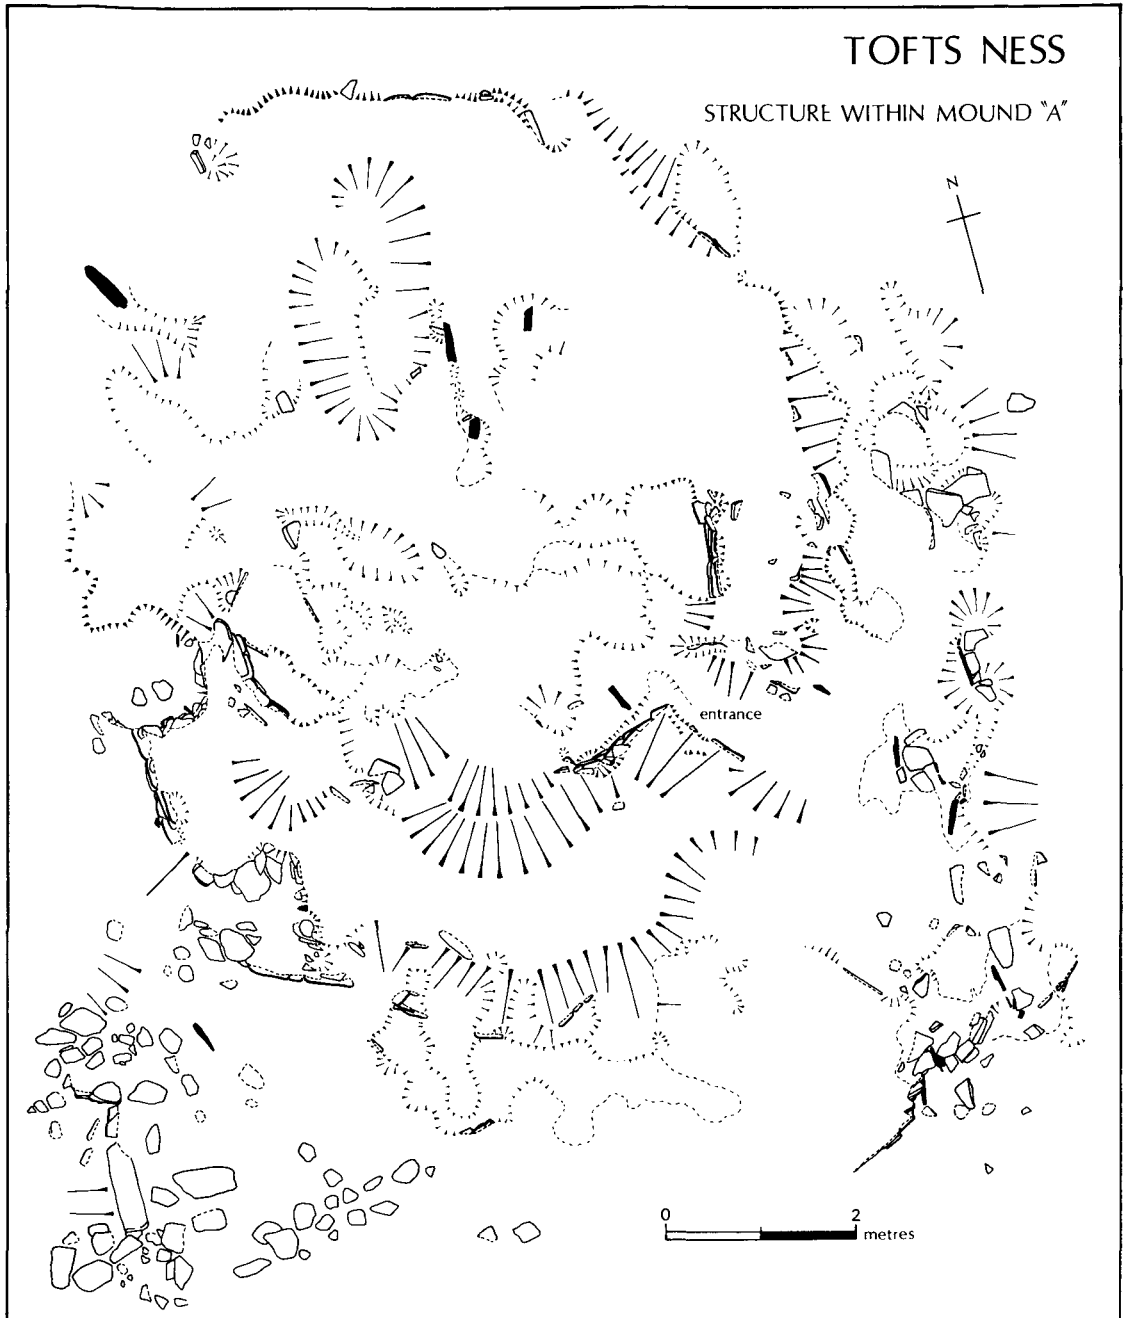 TOFTS NESS
STRUCTURE WITHIN MOUND "A"
N
entrance
0 2
metres